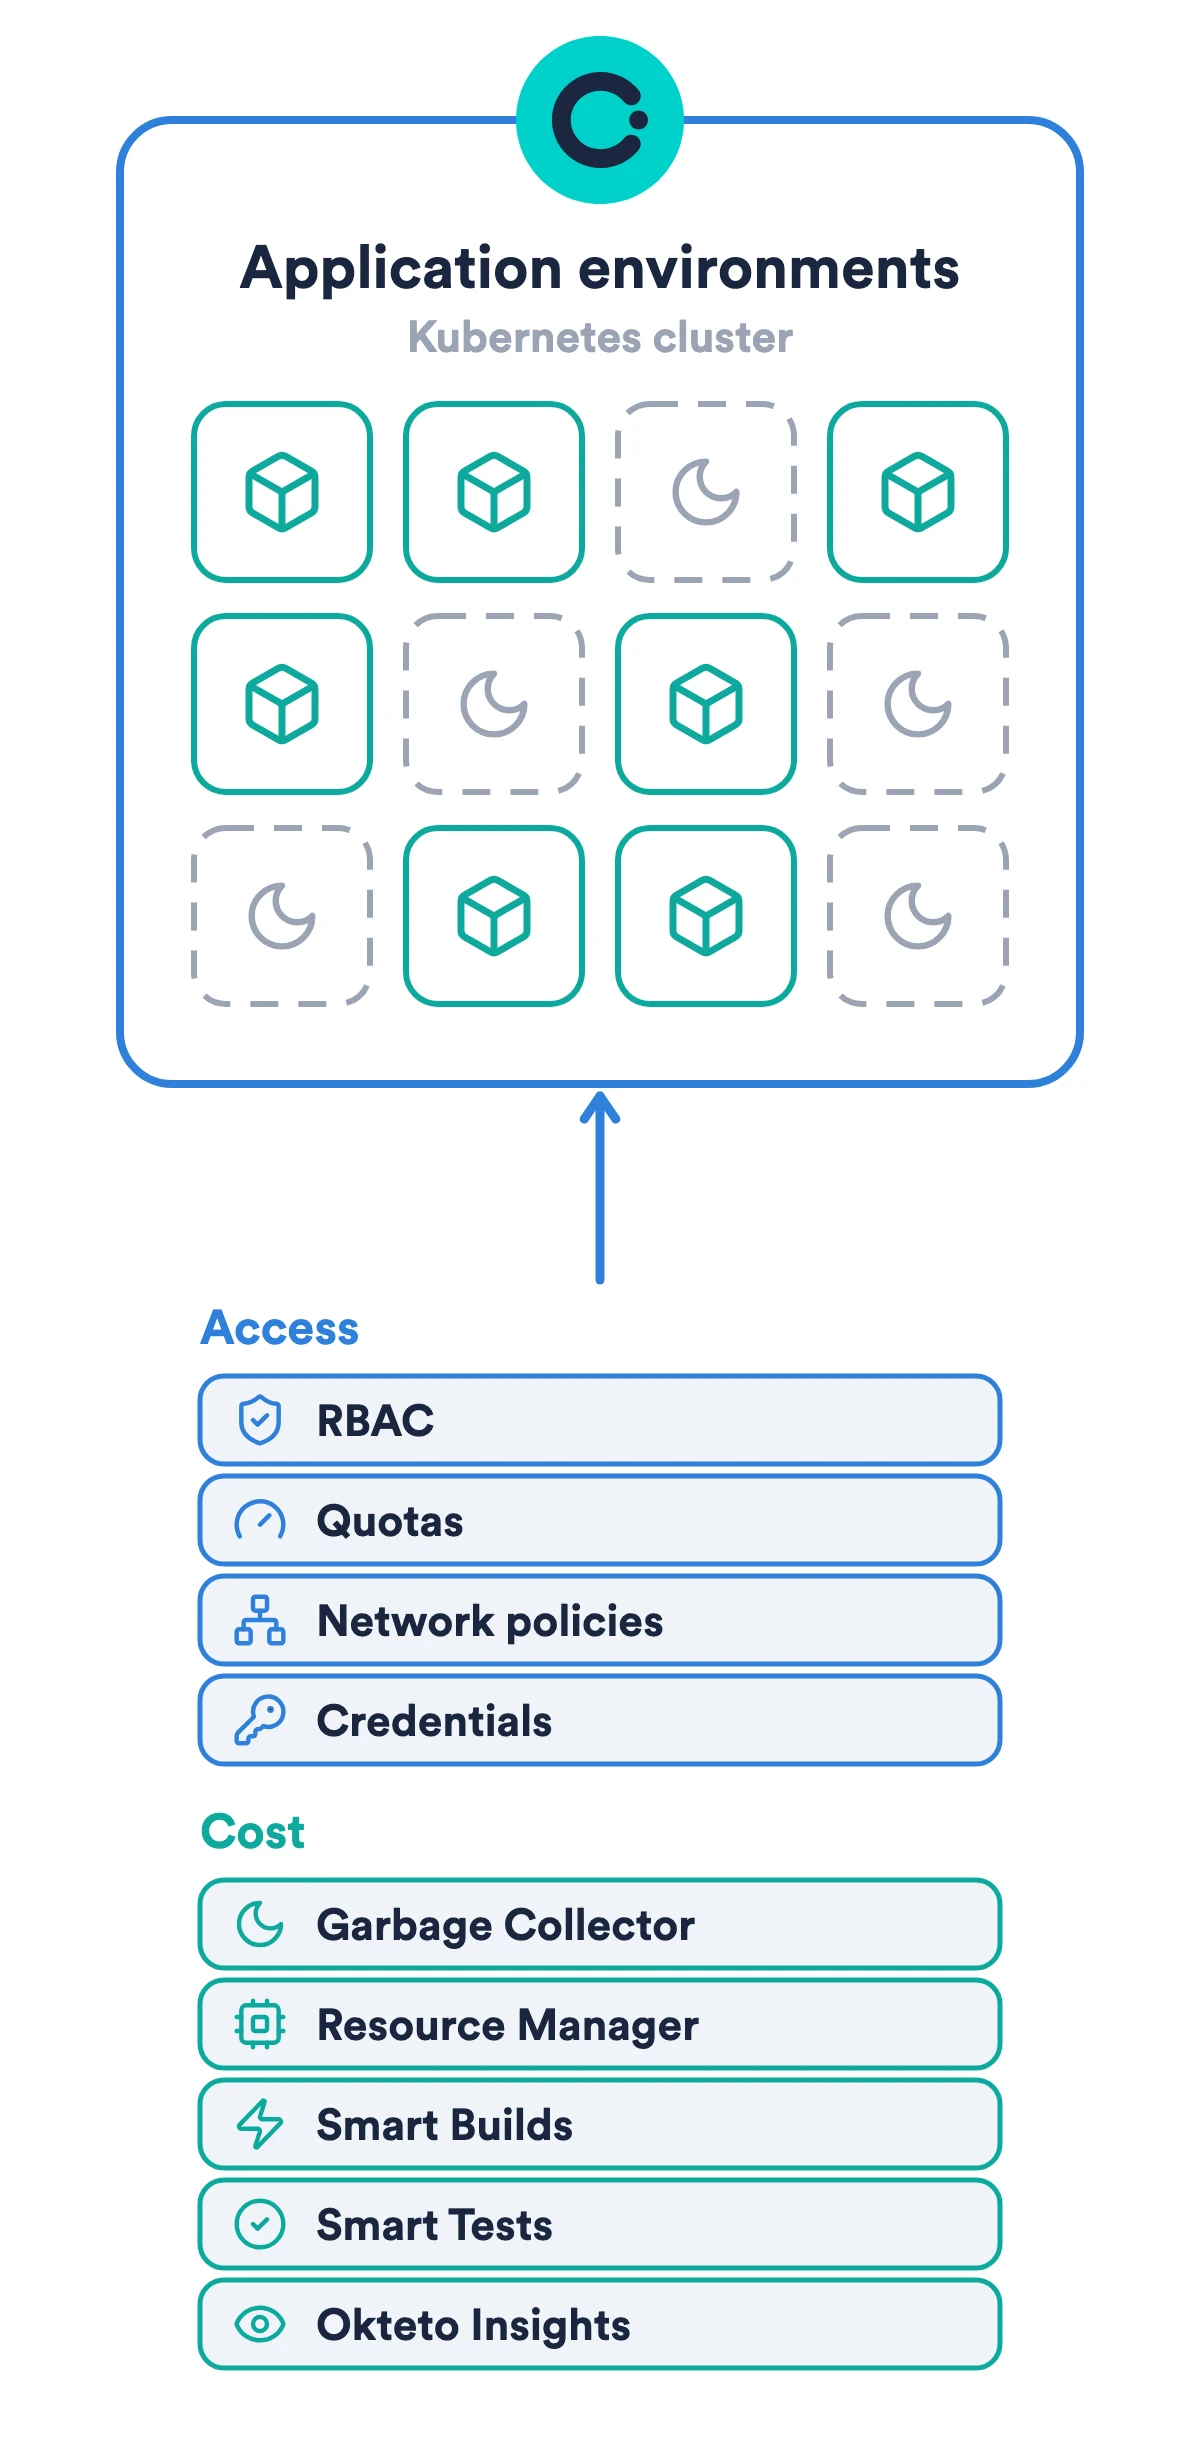 Application environments
Kubernetes cluster
Access
RBAC
Quotas
Network policies
Credentials
Cost
Garbage Collector
Resource Manager
Smart Builds
Smart Tests
Okteto Insights